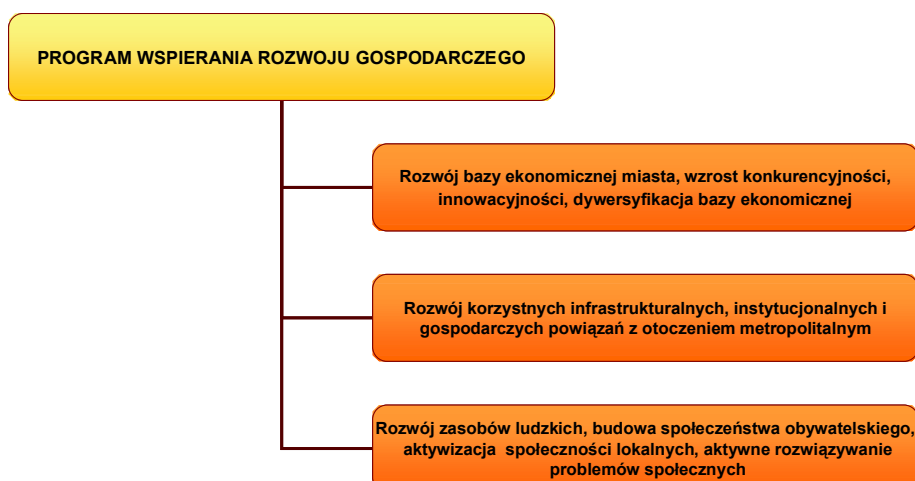 PROGRAM WSPIERANIA ROZWOJU GOSPODARCZEGO
Rozwój bazy ekonomicznej miasta, wzrost konkurencyjności,
innowacyjności, dywersyfikacja bazy ekonomicznej
Rozwój korzystnych infrastrukturalnych, instytucjonalnych i
gospodarczych powiązań z otoczeniem metropolitalnym
Rozwój zasobów ludzkich, budowa społeczeństwa obywatelskiego,
aktywizacja społeczności lokalnych, aktywne rozwiązywanie
problemów społecznych